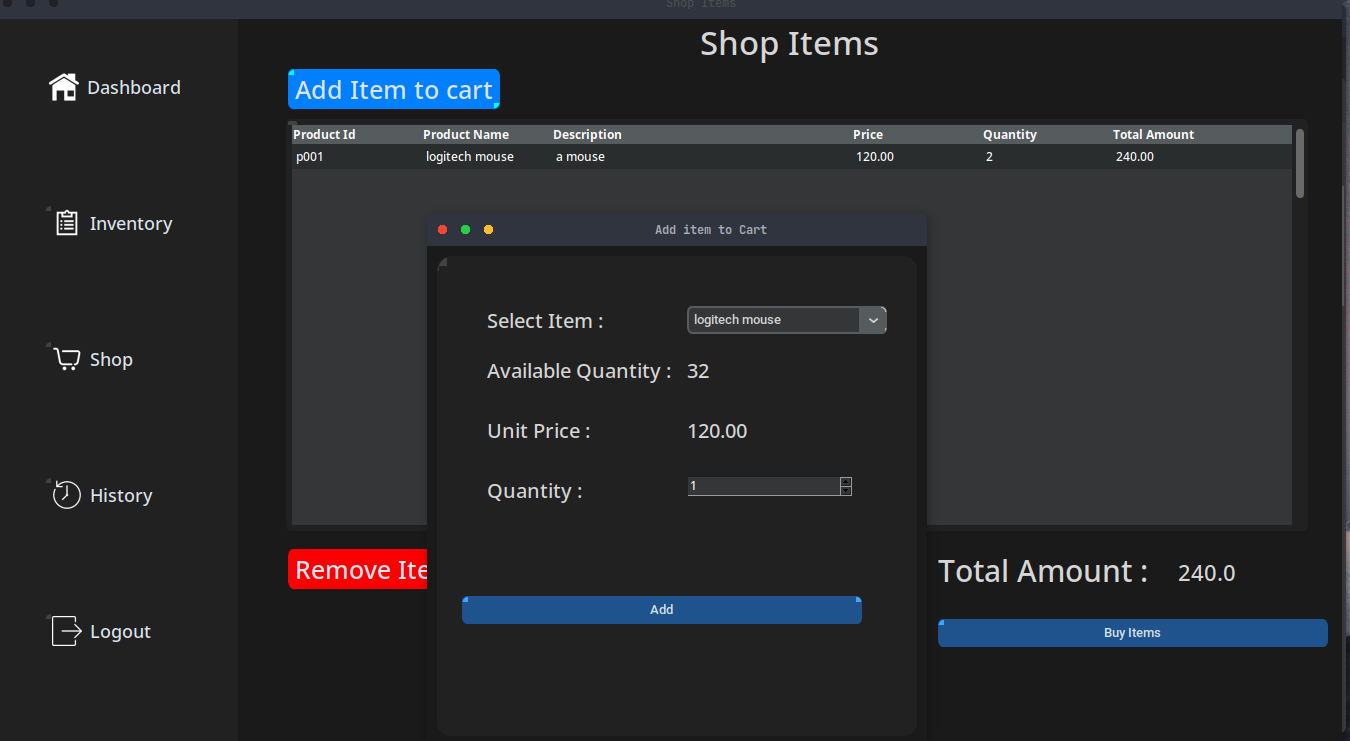 Shop Items
Shop Items
Dashboard
Inventory
Shop
History
Logout
Add Item to cart
Product Id Product Name Description Price Quantity Total Amount
p001 logitech mouse a mouse 120.00 2 240.00
Add item to Cart
Select Item : logitech mouse
Available Quantity : 32
Unit Price : 120.00
Quantity : 1
Add
Remove Ite
Total Amount : 240.0
Buy Items